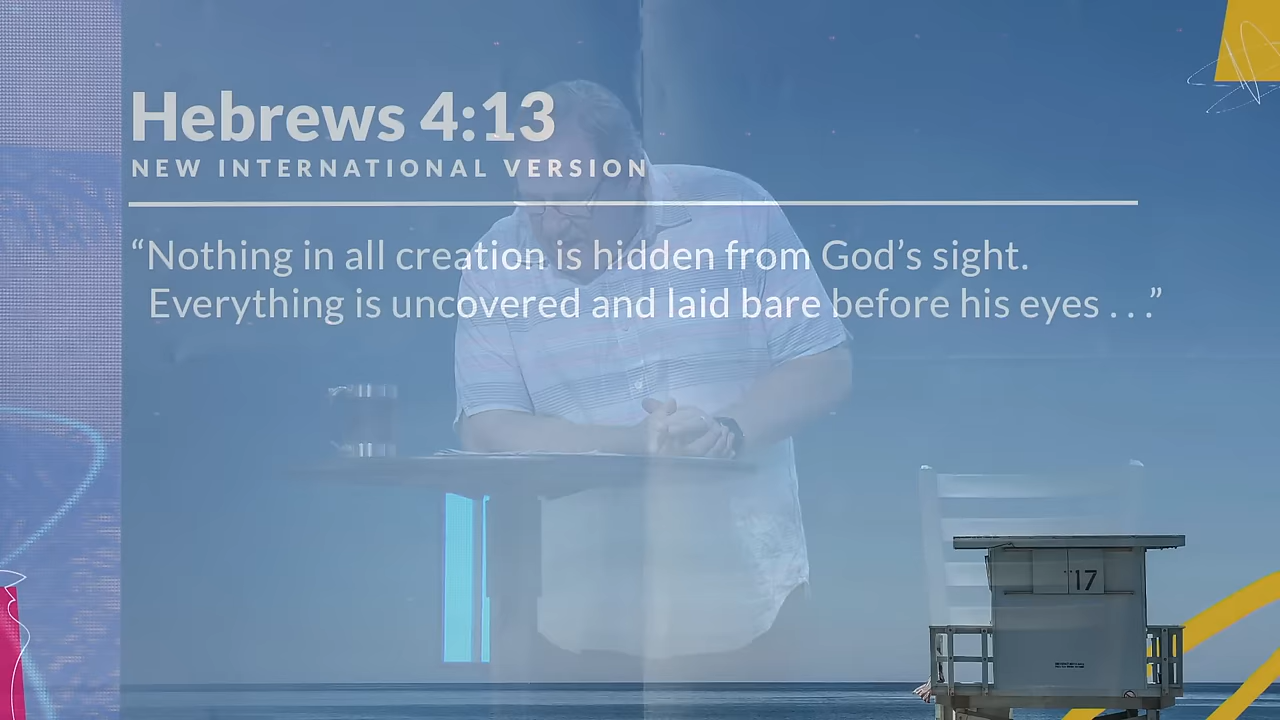 Hebrews 4:13
NEW INTERNATIONAL VERSION
“Nothing in all creation is hidden from God’s sight.
Everything is uncovered and laid bare before his eyes . . .”
17